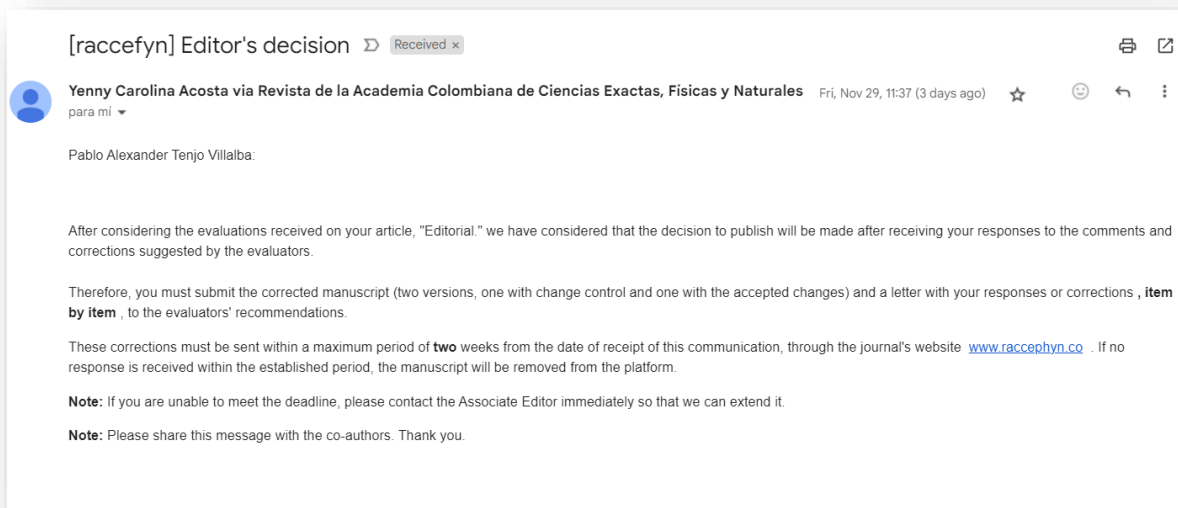 [raccefyn] Editor's decision Received ×
Yenny Carolina Acosta via Revista de la Academia Colombiana de Ciencias Exactas, Físicas y Naturales Fri, Nov 29, 11:37 (3 days ago)
para mí
Pablo Alexander Tenjo Villalba:
After considering the evaluations received on your article, "Editorial." we have considered that the decision to publish will be made after receiving your responses to the comments and
corrections suggested by the evaluators.
Therefore, you must submit the corrected manuscript (two versions, one with change control and one with the accepted changes) and a letter with your responses or corrections , item
by item , to the evaluators' recommendations.
These corrections must be sent within a maximum period of two weeks from the date of receipt of this communication, through the journal's website www.raccephyn.co . If no
response is received within the established period, the manuscript will be removed from the platform.
Note: If you are unable to meet the deadline, please contact the Associate Editor immediately so that we can extend it.
Note: Please share this message with the co-authors. Thank you.